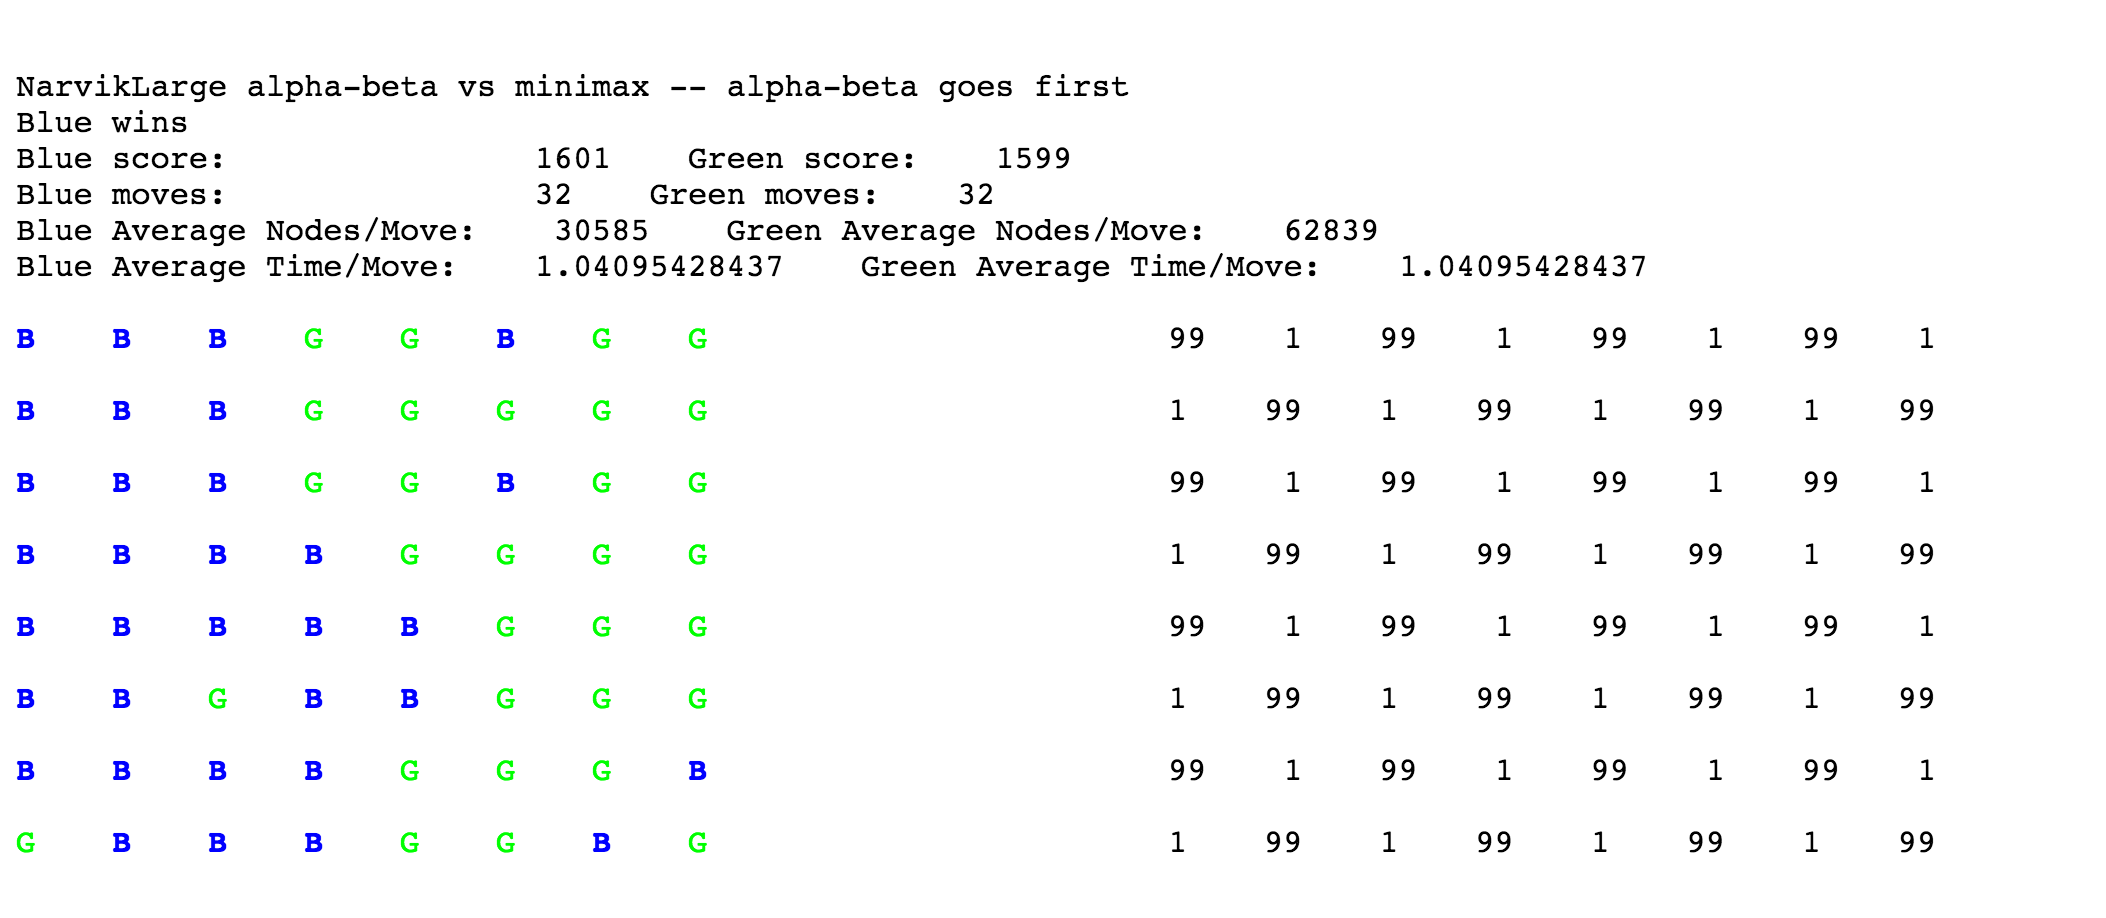 NarvikLarge alpha-beta vs minimax -- alpha-beta goes first
Blue wins
Blue score: 1601 Green score: 1599
Blue moves: 32 Green moves: 32
Blue Average Nodes/Move: 30585 Green Average Nodes/Move: 62839
Blue Average Time/Move: 1.04095428437 Green Average Time/Move: 1.04095428437
B B B G G B G G 99 1 99 1 99 1 99 1
B B B G G G G G 1 99 1 99 1 99 1 99
B B B G G B G G 99 1 99 1 99 1 99 1
B B B B G G G G 1 99 1 99 1 99 1 99
B B B B B G G G 99 1 99 1 99 1 99 1
B B G B B G G G 1 99 1 99 1 99 1 99
B B B B G G G B 99 1 99 1 99 1 99 1
G B B B G G B G 1 99 1 99 1 99 1 99